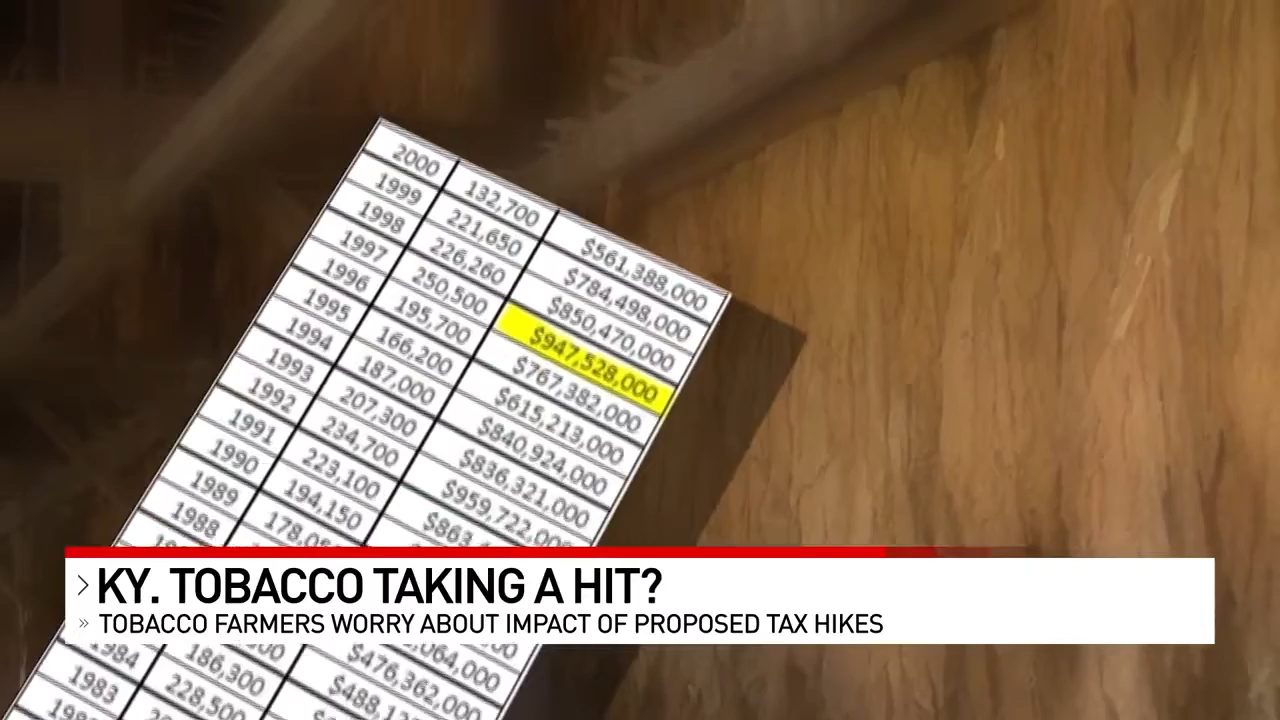 2000 132,700 $561,388,000
1999 221,650 $784,498,000
1998 226,260 $850,470,000
1997 250,500 $947,528,000
1996 195,700 $767,382,000
1995 166,200 $615,213,000
1994 187,000 $840,924,000
1993 207,300 $836,321,000
1992 234,700 $959,722,000
1991 223,100
1990 194,150
1989
1988
KY. TOBACCO TAKING A HIT?
TOBACCO FARMERS WORRY ABOUT IMPACT OF PROPOSED TAX HIKES
$476,362,000
186,300
1984 228,500
1983